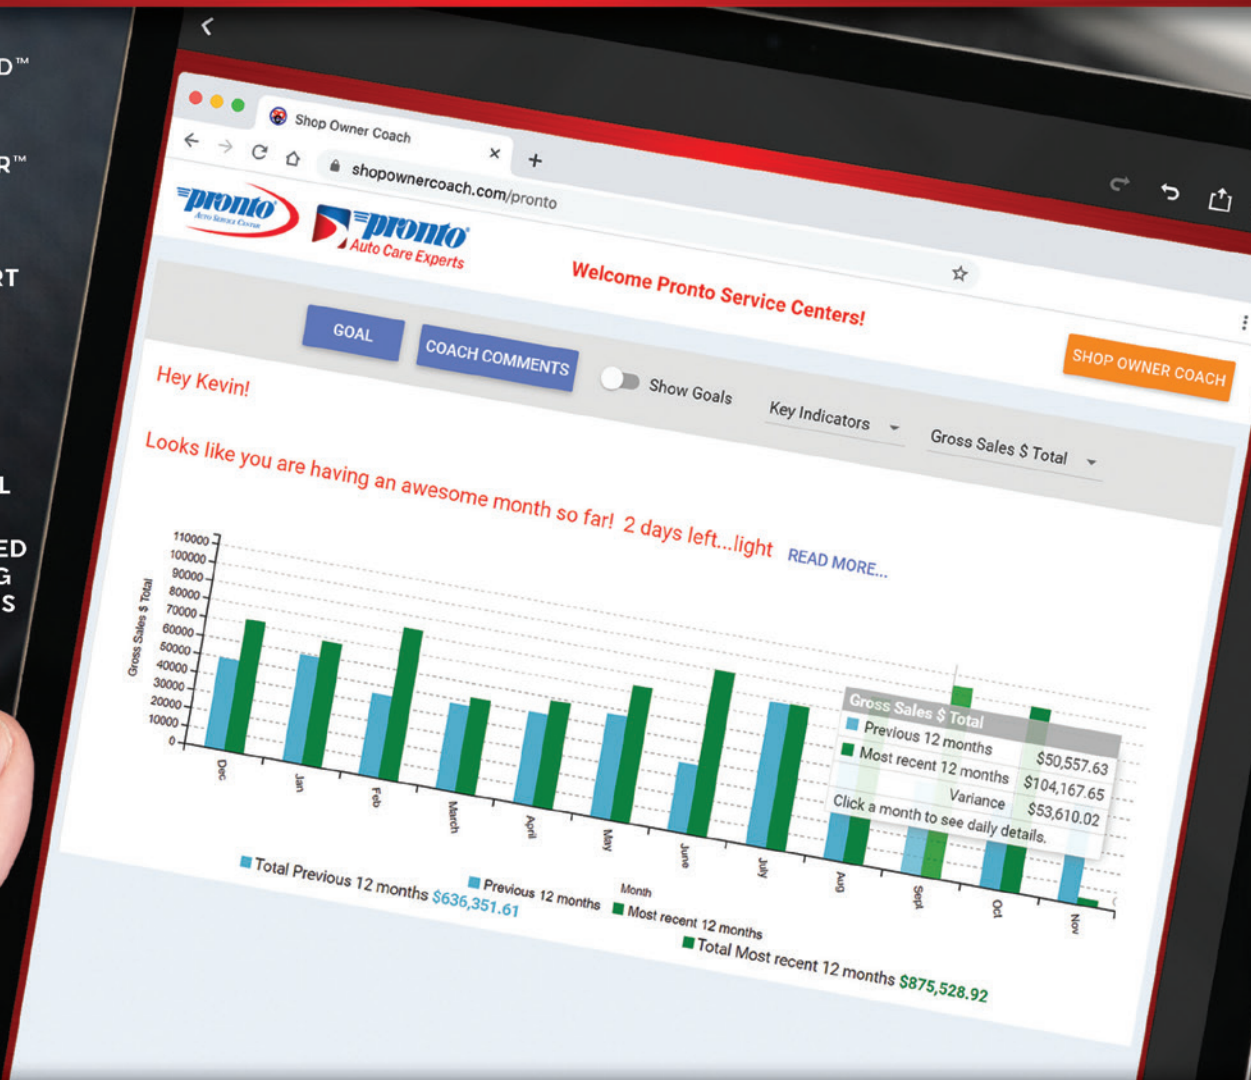 D™
R™
RT
L
ED
G
S
Shop Owner Coach
shopownercoach.com/pronto
pronto
AUTO SERVICE CENTER
pronto
Auto Care Experts
Welcome Pronto Service Centers!
SHOP OWNER COACH
GOAL
COACH COMMENTS
Show Goals
Key Indicators
Gross Sales $ Total
Hey Kevin!
Looks like you are having an awesome month so far! 2 days left...light READ MORE...
Gross Sales $ Total
110000
100000
90000
80000
70000
60000
50000
40000
30000
20000
10000
0
Dec
Jan
Feb
March
April
May
June
July
Aug
Sept
Oct
Nov
Month
Gross Sales $ Total
Previous 12 months $50,557.63
Most recent 12 months $104,167.65
Variance $53,610.02
Click a month to see daily details.
Previous 12 months
Most recent 12 months
Total Previous 12 months $636,351.61
Total Most recent 12 months $875,528.92